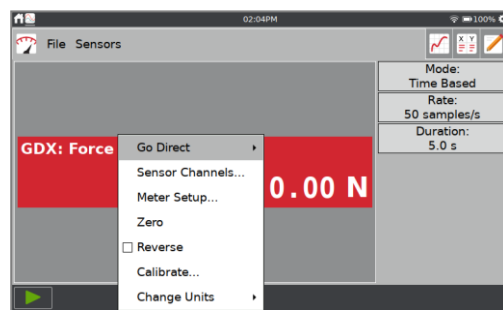 02:04PM
100%
File Sensors
X Y
Mode:
Time Based
Rate:
50 samples/s
Duration:
5.0 s
GDX: Force
0.00 N
Go Direct
Sensor Channels...
Meter Setup...
Zero
Reverse
Calibrate...
Change Units